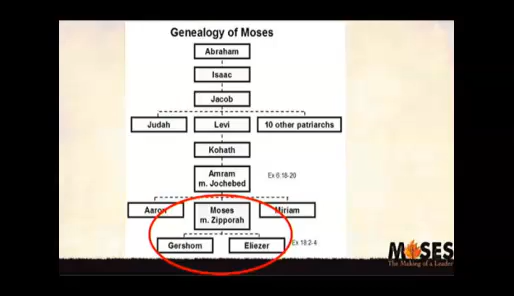 Genealogy of Moses
Abraham
Isaac
Jacob
Judah
Levi
10 other patriarchs
Kohath
Amram
m. Jochebed
Ex 6:18-20
Aaron
Moses
m. Zipporah
Miriam
Gershom
Eliezer
Ex 18:2-4
MOSES
The Making of a Leader